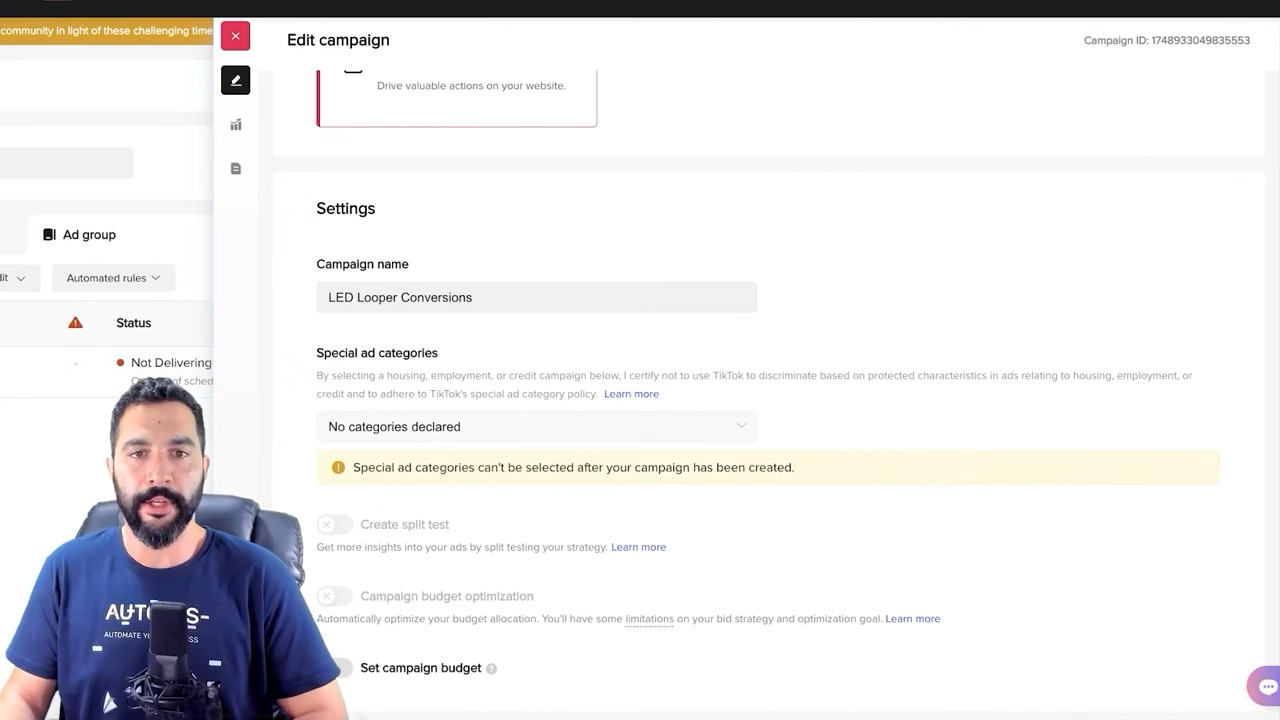 community in light of these challenging time
Edit campaign
Campaign ID: 1748933049835553
Drive valuable actions on your website.
Settings
Ad group
Campaign name
dit
Automated rules
LED Looper Conversions
Status
Special ad categories
- Not Delivering
By selecting a housing, employment, or credit campaign below, I certify not to use TikTok to discriminate based on protected characteristics in ads relating to housing, employment, or
credit and to adhere to TikTok's special ad category policy. Learn more
No categories declared
Special ad categories can't be selected after your campaign has been created.
Create split test
Get more insights into your ads by split testing your strategy. Learn more
Campaign budget optimization
Automatically optimize your budget allocation. You'll have some limitations on your bid strategy and optimization goal. Learn more
Set campaign budget